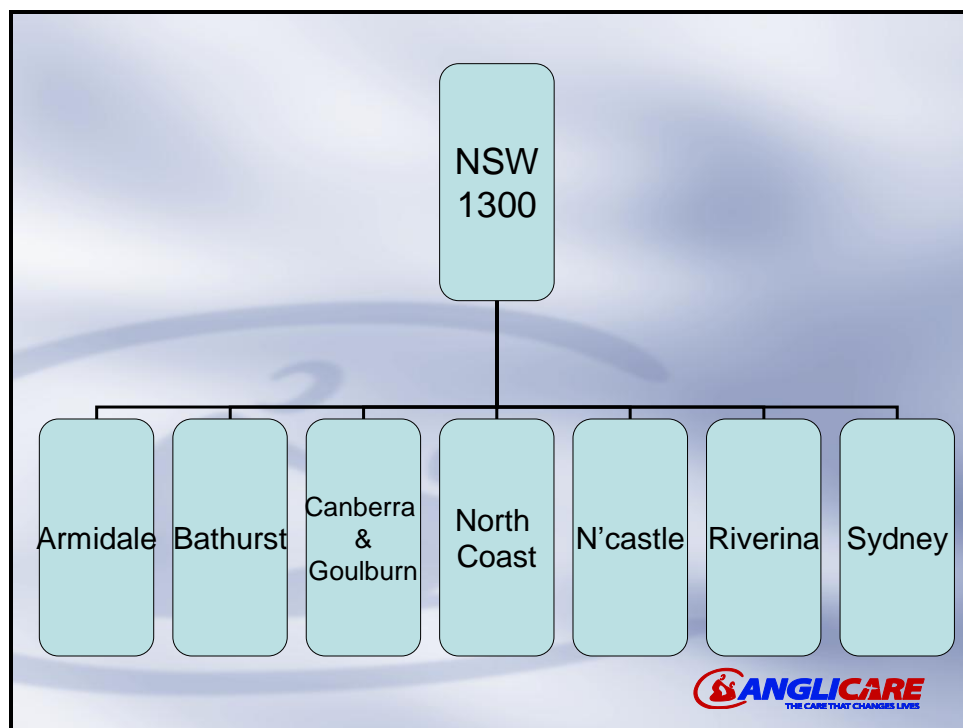 NSW
1300
Armidale
Bathurst
Canberra
&
Goulburn
North
Coast
N’castle
Riverina
Sydney
ANGLICARE
THE CARE THAT CHANGES LIVES